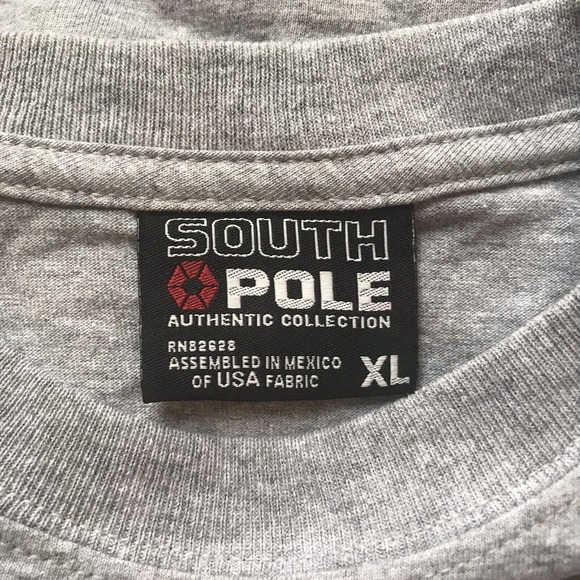 SOUTH
POLE
AUTHENTIC COLLECTION
RN82628
ASSEMBLED IN MEXICO
OF USA FABRIC
XL